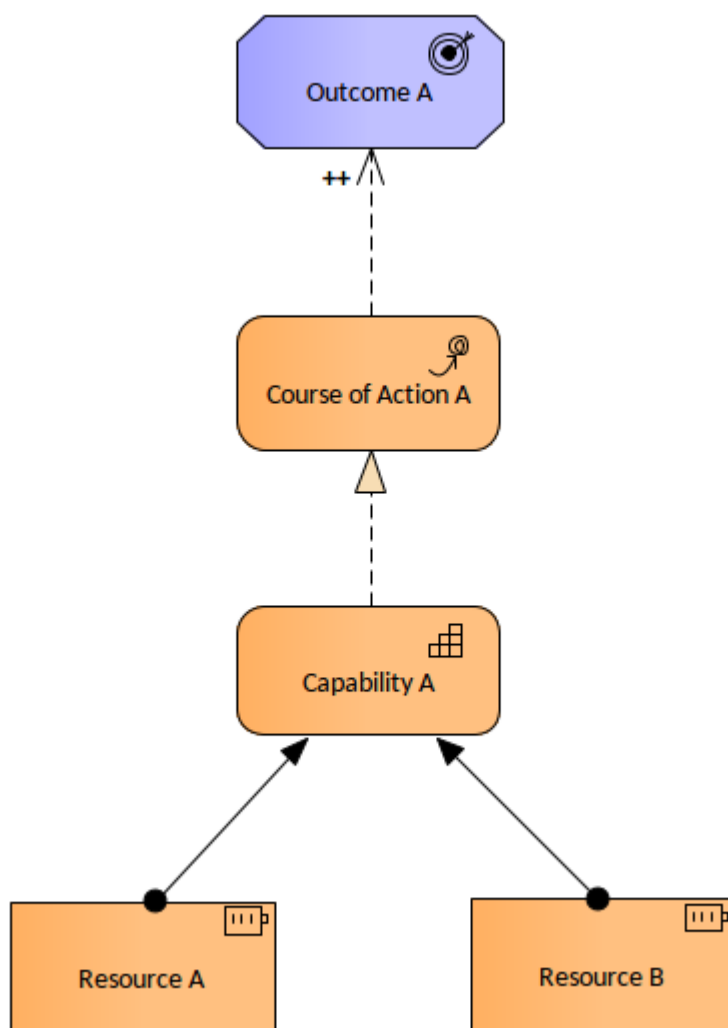 Outcome A
++
Course of Action A
Capability A
Resource A
Resource B